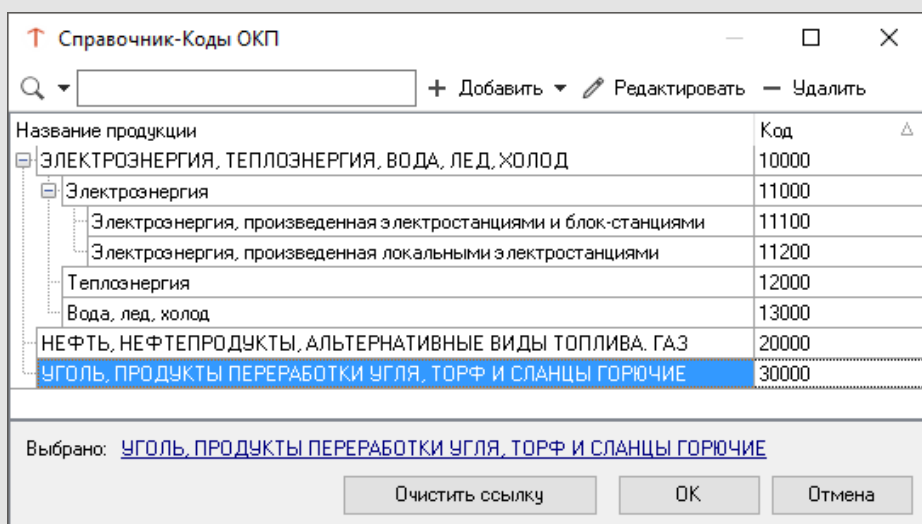 Справочник-Коды ОКП
Добавить Редактировать Удалить
Название продукции Код
ЭЛЕКТРОЭНЕРГИЯ, ТЕПЛОЭНЕРГИЯ, ВОДА, ЛЕД, ХОЛОД 10000
Электроэнергия 11000
Электроэнергия, произведенная электростанциями и блок-станциями 11100
Электроэнергия, произведенная локальными электростанциями 11200
Теплоэнергия 12000
Вода, лед, холод 13000
НЕФТЬ, НЕФТЕПРОДУКТЫ, АЛЬТЕРНАТИВНЫЕ ВИДЫ ТОПЛИВА. ГАЗ 20000
УГОЛЬ, ПРОДУКТЫ ПЕРЕРАБОТКИ УГЛЯ, ТОРФ И СЛАНЦЫ ГОРЮЧИЕ 30000
Выбрано: УГОЛЬ, ПРОДУКТЫ ПЕРЕРАБОТКИ УГЛЯ, ТОРФ И СЛАНЦЫ ГОРЮЧИЕ
Очистить ссылку OK Отмена